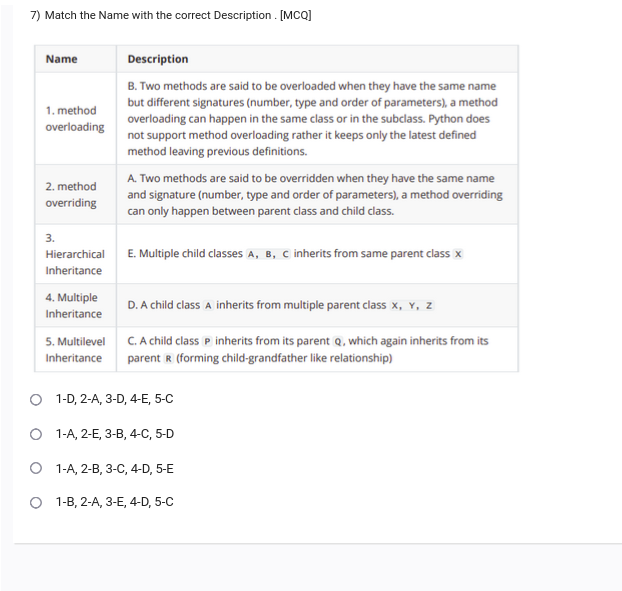 7) Match the Name with the correct Description . [MCQ]
Name Description
1. method overloading
B. Two methods are said to be overloaded when they have the same name
but different signatures (number, type and order of parameters), a method
overloading can happen in the same class or in the subclass. Python does
not support method overloading rather it keeps only the latest defined
method leaving previous definitions.
2. method overriding
A. Two methods are said to be overridden when they have the same name
and signature (number, type and order of parameters), a method overriding
can only happen between parent class and child class.
3.
Hierarchical
Inheritance
E. Multiple child classes A, B, C inherits from same parent class X
4. Multiple
Inheritance
D. A child class A inherits from multiple parent class X, Y, Z
5. Multilevel
Inheritance
C. A child class P inherits from its parent Q, which again inherits from its
parent R (forming child-grandfather like relationship)
1-D, 2-A, 3-D, 4-E, 5-C
1-A, 2-E, 3-B, 4-C, 5-D
1-A, 2-B, 3-C, 4-D, 5-E
1-B, 2-A, 3-E, 4-D, 5-C